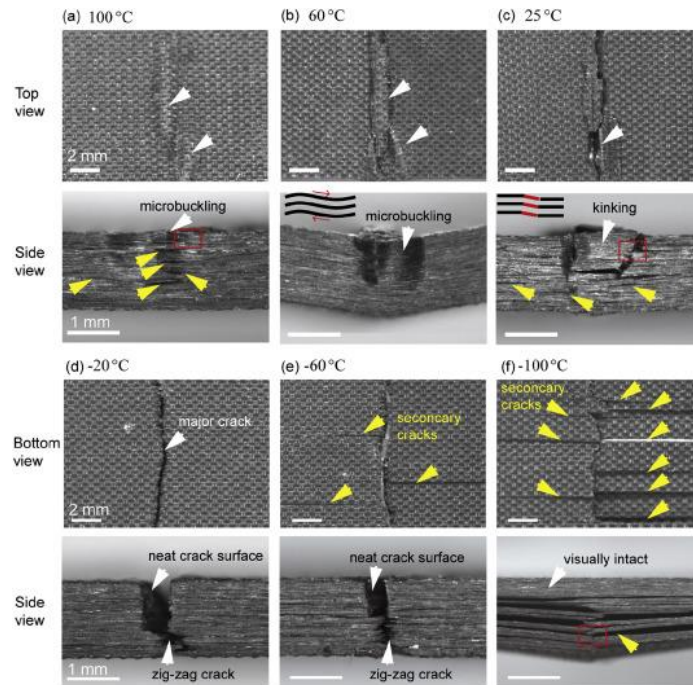 (a) 100 °C
(b) 60 °C
(c) 25 °C
Top
view
2 mm
microbuckling
microbuckling
kinking
Side
view
1 mm
(d) -20 °C
(e) -60 °C
(f) -100 °C
major crack
seconcary
cracks
seconcary
cracks
Bottom
view
2 mm
neat crack surface
neat crack surface
visually intact
Side
view
1 mm
zig-zag crack
zig-zag crack